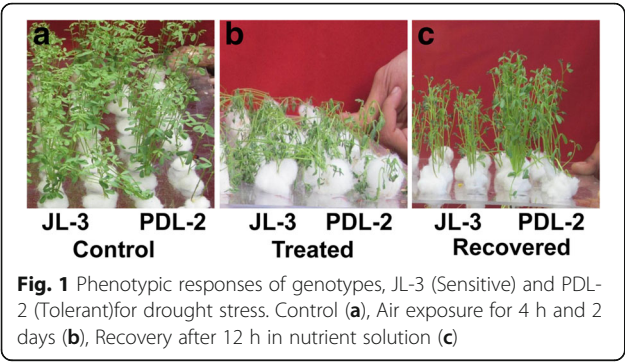 a b c
JL-3 PDL-2 JL-3 PDL-2 JL-3 PDL-2
Control Treated Recovered
Fig. 1 Phenotypic responses of genotypes, JL-3 (Sensitive) and PDL-
2 (Tolerant)for drought stress. Control (a), Air exposure for 4 h and 2
days (b), Recovery after 12 h in nutrient solution (c)